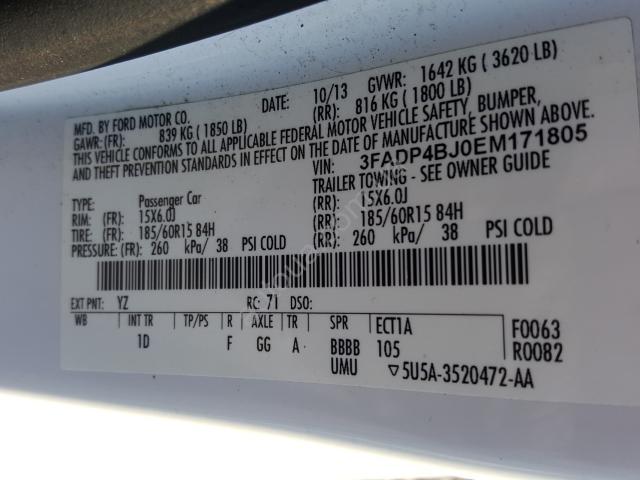 MFD. BY FORD MOTOR CO. DATE: 10/13 GVWR: 1642 KG ( 3620 LB)
GAWR: (FR): 839 KG ( 1850 LB) (RR): 816 KG ( 1800 LB)
THIS VEHICLE CONFORMS TO ALL APPLICABLE FEDERAL MOTOR VEHICLE SAFETY, BUMPER,
AND THEFT PREVENTION STANDARDS IN EFFECT ON THE DATE OF MANUFACTURE SHOWN ABOVE.
VIN: 3FADP4BJ0EM171805
TYPE: Passenger Car TRAILER TOWING - SEE OWNER GUIDE
RIM: (FR): 15X6.0J (RR): 15X6.0J
TIRE: (FR): 185/60R15 84H (RR): 185/60R15 84H
PRESSURE: (FR): 260 kPa/ 38 PSI COLD (RR): 260 kPa/ 38 PSI COLD
EXT PNT: YZ RC: 71 DSO:
WB INT TR TP/PS R AXLE TR SPR ECT1A F0063
1D F GG A BBBB 105 R0082
UMU ▽5U5A-3520472-AA